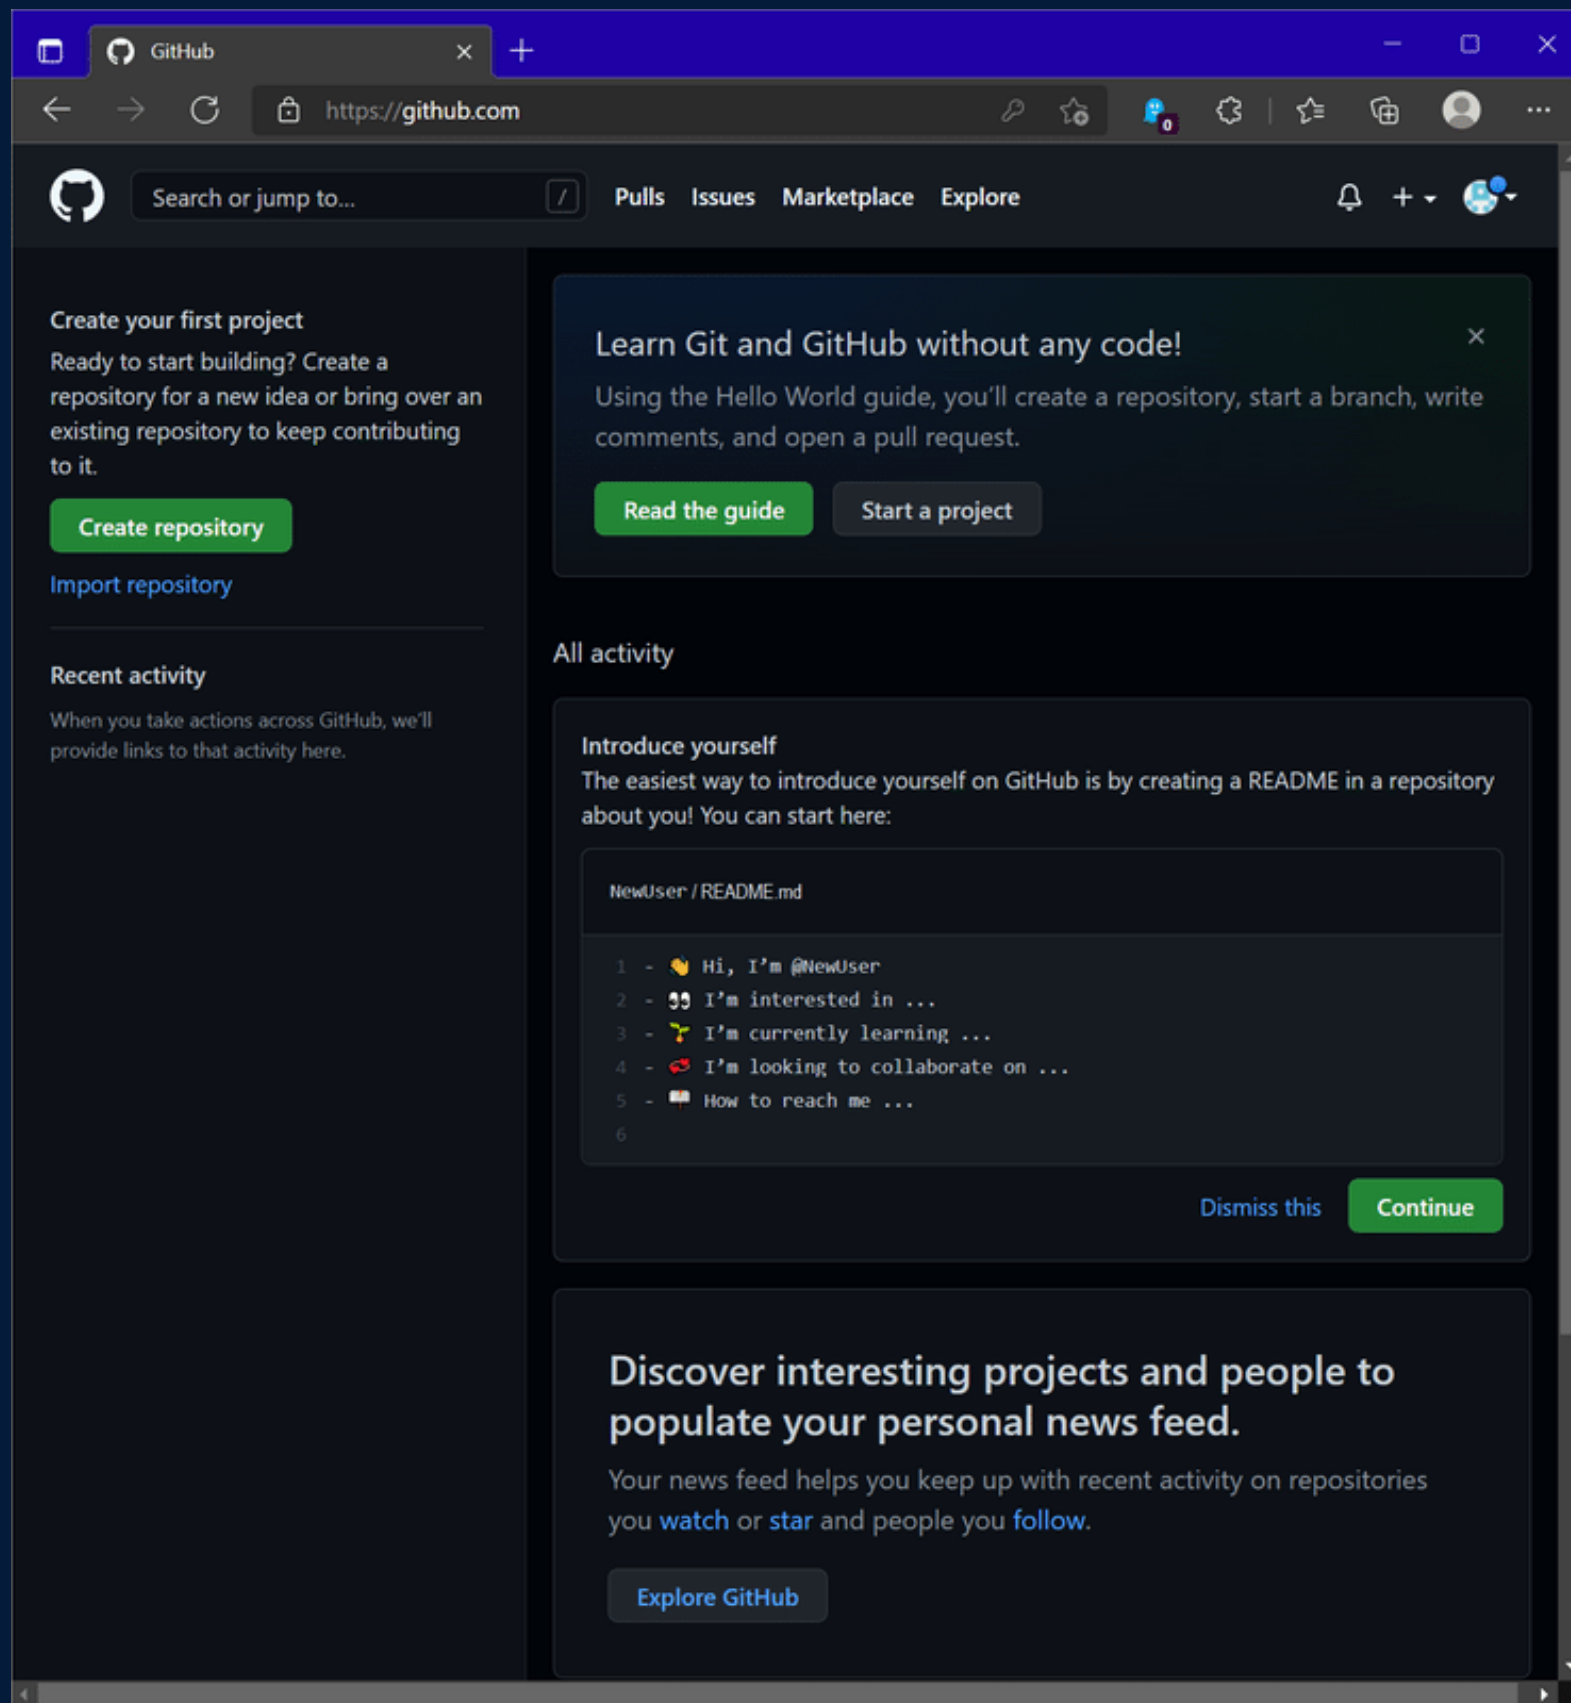 GitHub
https://github.com
0
Search or jump to...
/
Pulls Issues Marketplace Explore
Create your first project
Ready to start building? Create a
repository for a new idea or bring over an
existing repository to keep contributing
to it.
Create repository
Import repository
Recent activity
When you take actions across GitHub, we'll
provide links to that activity here.
Learn Git and GitHub without any code!
Using the Hello World guide, you'll create a repository, start a branch, write
comments, and open a pull request.
Read the guide
Start a project
All activity
Introduce yourself
The easiest way to introduce yourself on GitHub is by creating a README in a repository
about you! You can start here:
NewUser / README.md
1 - 👋 Hi, I'm @NewUser
2 - 👀 I'm interested in ...
3 - 🌱 I'm currently learning ...
4 - 💞️ I'm looking to collaborate on ...
5 - 📫 How to reach me ...
6
Dismiss this
Continue
Discover interesting projects and people to
populate your personal news feed.
Your news feed helps you keep up with recent activity on repositories
you watch or star and people you follow.
Explore GitHub